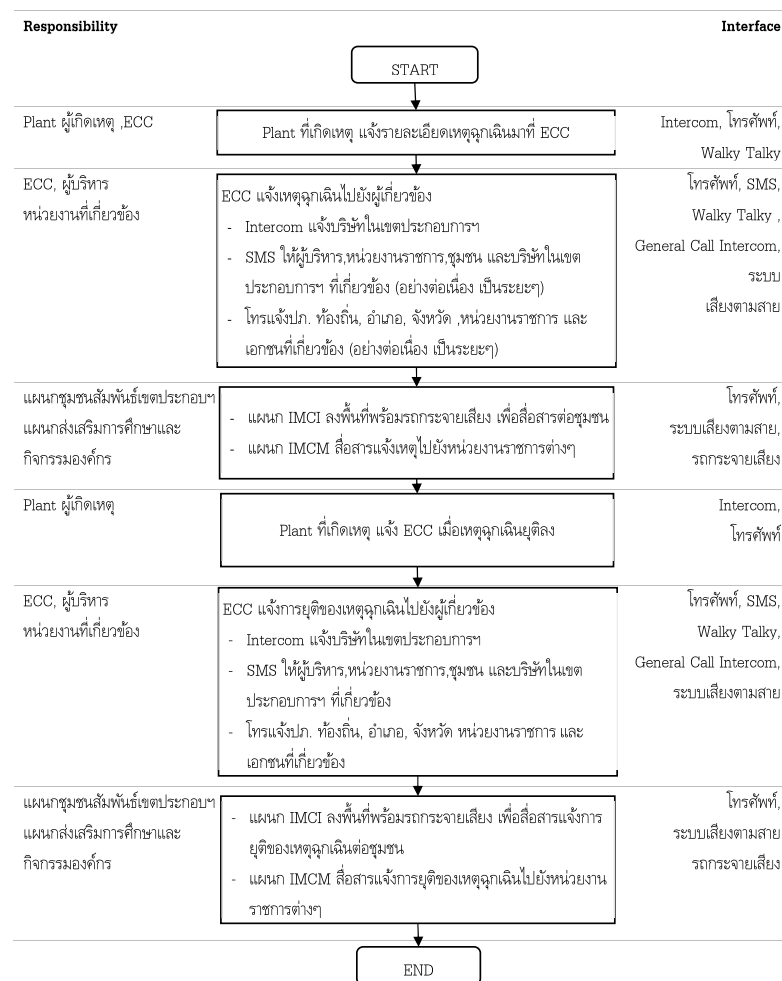 Responsibility
Interface
START
Plant ผู้เกิดเหตุ ,ECC
Plant ที่เกิดเหตุ แจ้งรายละเอียดเหตุฉุกเฉินมาที่ ECC
Intercom, โทรศัพท์,
Walky Talky
ECC, ผู้บริหาร
หน่วยงานที่เกี่ยวข้อง
ECC แจ้งเหตุฉุกเฉินไปยังผู้เกี่ยวข้อง
- Intercom แจ้งบริษัทในเขตประกอบการฯ
- SMS ให้ผู้บริหาร,หน่วยงานราชการ,ชุมชน และบริษัทในเขต
ประกอบการฯ ที่เกี่ยวข้อง (อย่างต่อเนื่อง เป็นระยะๆ)
- โทรแจ้งปภ. ท้องถิ่น, อำเภอ, จังหวัด ,หน่วยงานราชการ และ
เอกชนที่เกี่ยวข้อง (อย่างต่อเนื่อง เป็นระยะๆ)
โทรศัพท์, SMS,
Walky Talky ,
General Call Intercom,
ระบบ
เสียงตามสาย
แผนกชุมชนสัมพันธ์เขตประกอบฯ
แผนกส่งเสริมการศึกษาและ
กิจกรรมองค์กร
- แผนก IMCI ลงพื้นที่พร้อมรถกระจายเสียง เพื่อสื่อสารต่อชุมชน
- แผนก IMCM สื่อสารแจ้งเหตุไปยังหน่วยงานราชการต่างๆ
โทรศัพท์,
ระบบเสียงตามสาย,
รถกระจายเสียง
Plant ผู้เกิดเหตุ
Plant ที่เกิดเหตุ แจ้ง ECC เมื่อเหตุฉุกเฉินยุติลง
Intercom,
โทรศัพท์
ECC, ผู้บริหาร
หน่วยงานที่เกี่ยวข้อง
ECC แจ้งการยุติของเหตุฉุกเฉินไปยังผู้เกี่ยวข้อง
- Intercom แจ้งบริษัทในเขตประกอบการฯ
- SMS ให้ผู้บริหาร,หน่วยงานราชการ,ชุมชน และบริษัทในเขต
ประกอบการฯ ที่เกี่ยวข้อง
- โทรแจ้งปภ. ท้องถิ่น, อำเภอ, จังหวัด หน่วยงานราชการ และ
เอกชนที่เกี่ยวข้อง
โทรศัพท์, SMS,
Walky Talky,
General Call Intercom,
ระบบเสียงตามสาย
แผนกชุมชนสัมพันธ์เขตประกอบฯ
แผนกส่งเสริมการศึกษาและ
กิจกรรมองค์กร
- แผนก IMCI ลงพื้นที่พร้อมรถกระจายเสียง เพื่อสื่อสารแจ้งการ
ยุติของเหตุฉุกเฉินต่อชุมชน
- แผนก IMCM สื่อสารแจ้งการยุติของเหตุฉุกเฉินไปยังหน่วยงาน
ราชการต่างๆ
โทรศัพท์,
ระบบเสียงตามสาย
รถกระจายเสียง
END